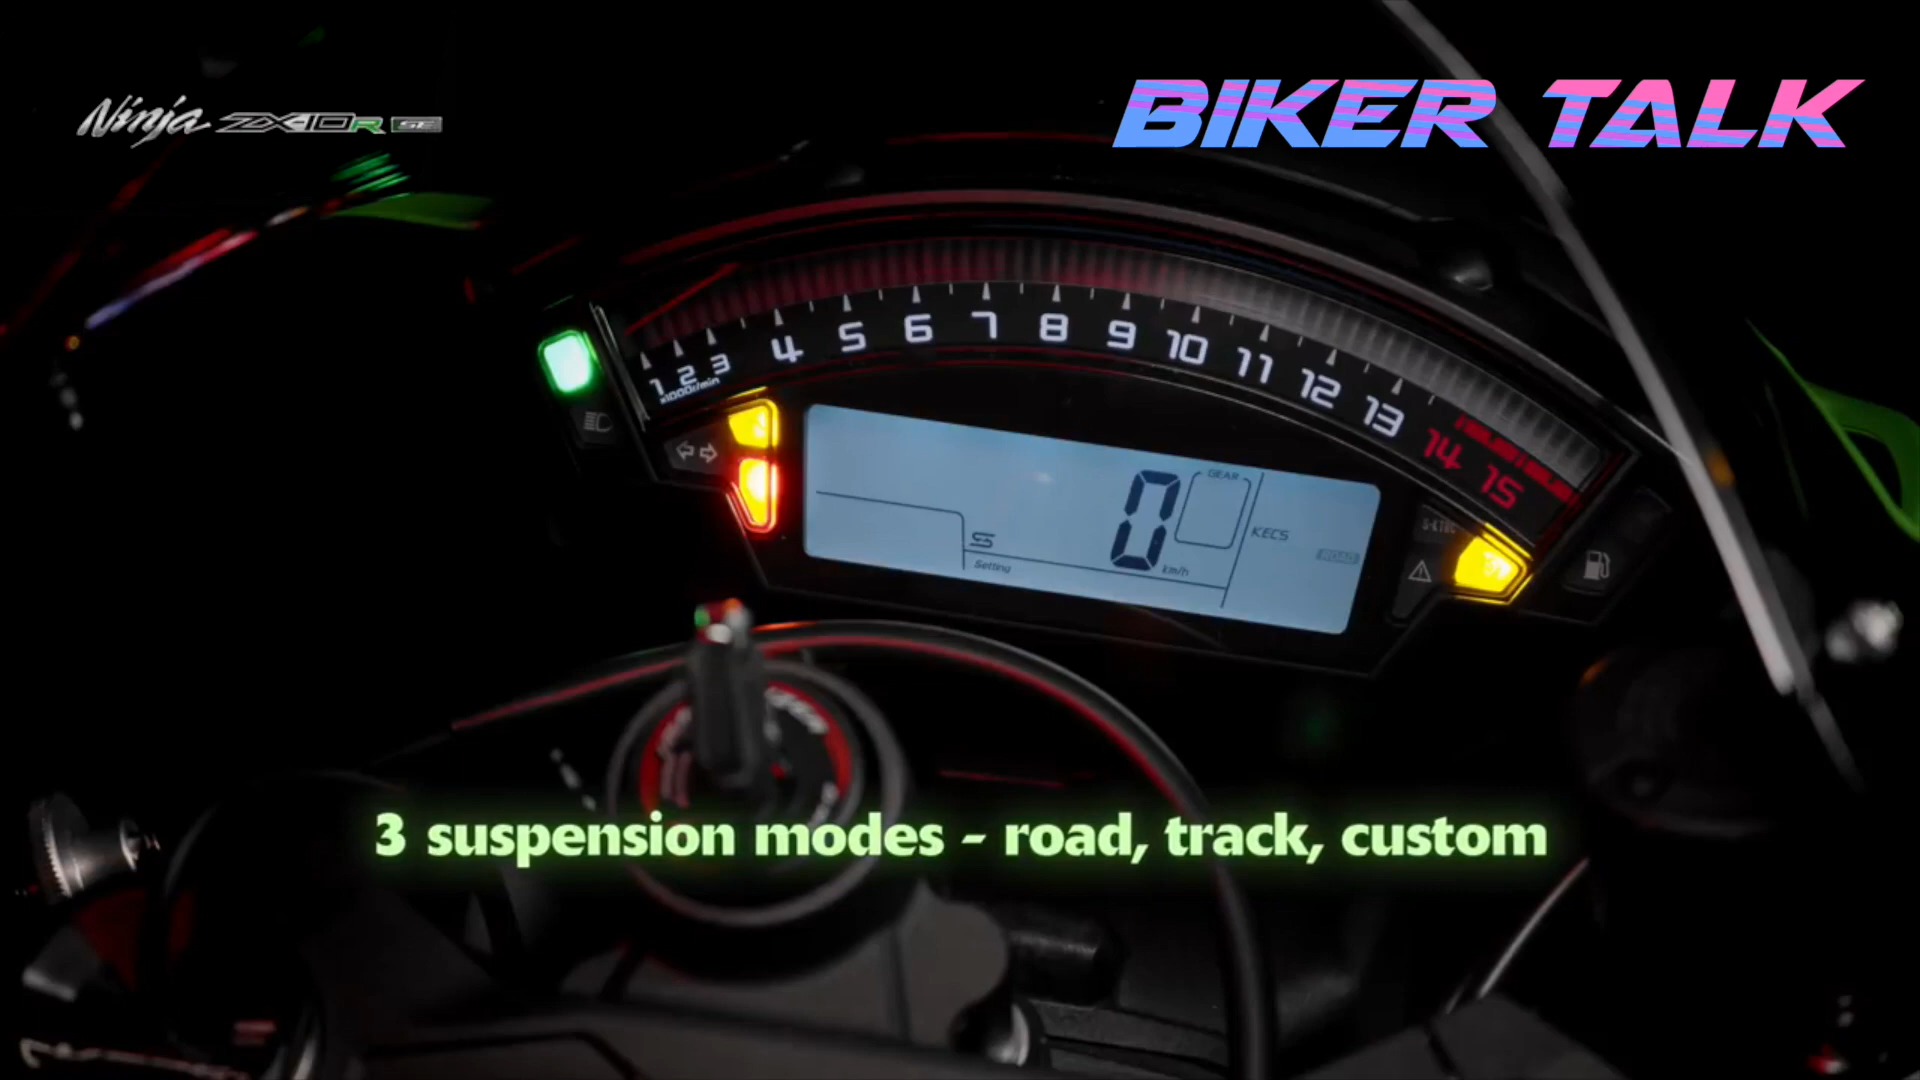 Ninja ZX-10R SE
BIKER TALK
1 2 3 4 5 6 7 8 9 10 11 12 13 14 15
x1000r/min
GEAR
0
km/h
KECS
ROAD
Setting
3 suspension modes - road, track, custom